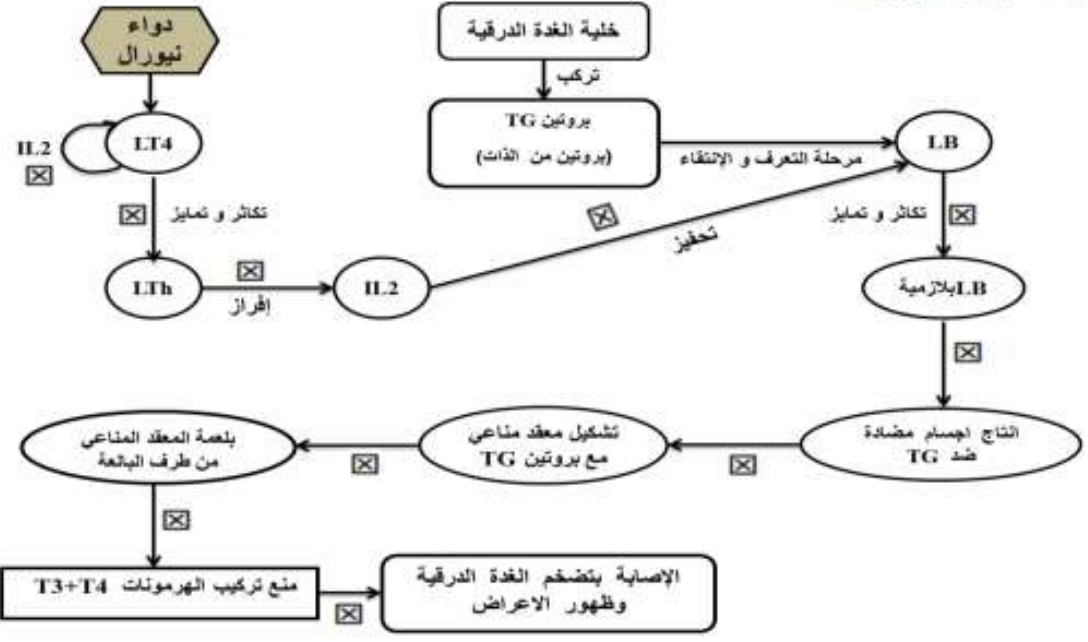 دواء
نيورال
خلية الغدة الدرقية
تركب
IL2
LT4
بروتين TG
(بروتين من الذات)
مرحلة التعرف و الإنتقاء
LB
تكاثر و تمايز
تحفيز
تكاثر و تمايز
LTh
إفراز
IL2
LBبلازمية
بلعمة المعقد المناعي
من طرف البالعة
تشكيل معقد مناعي
مع بروتين TG
انتاج اجسام مضادة
ضد TG
منع تركيب الهرمونات T3+T4
الإصابة بتضخم الغدة الدرقية
وظهور الاعراض